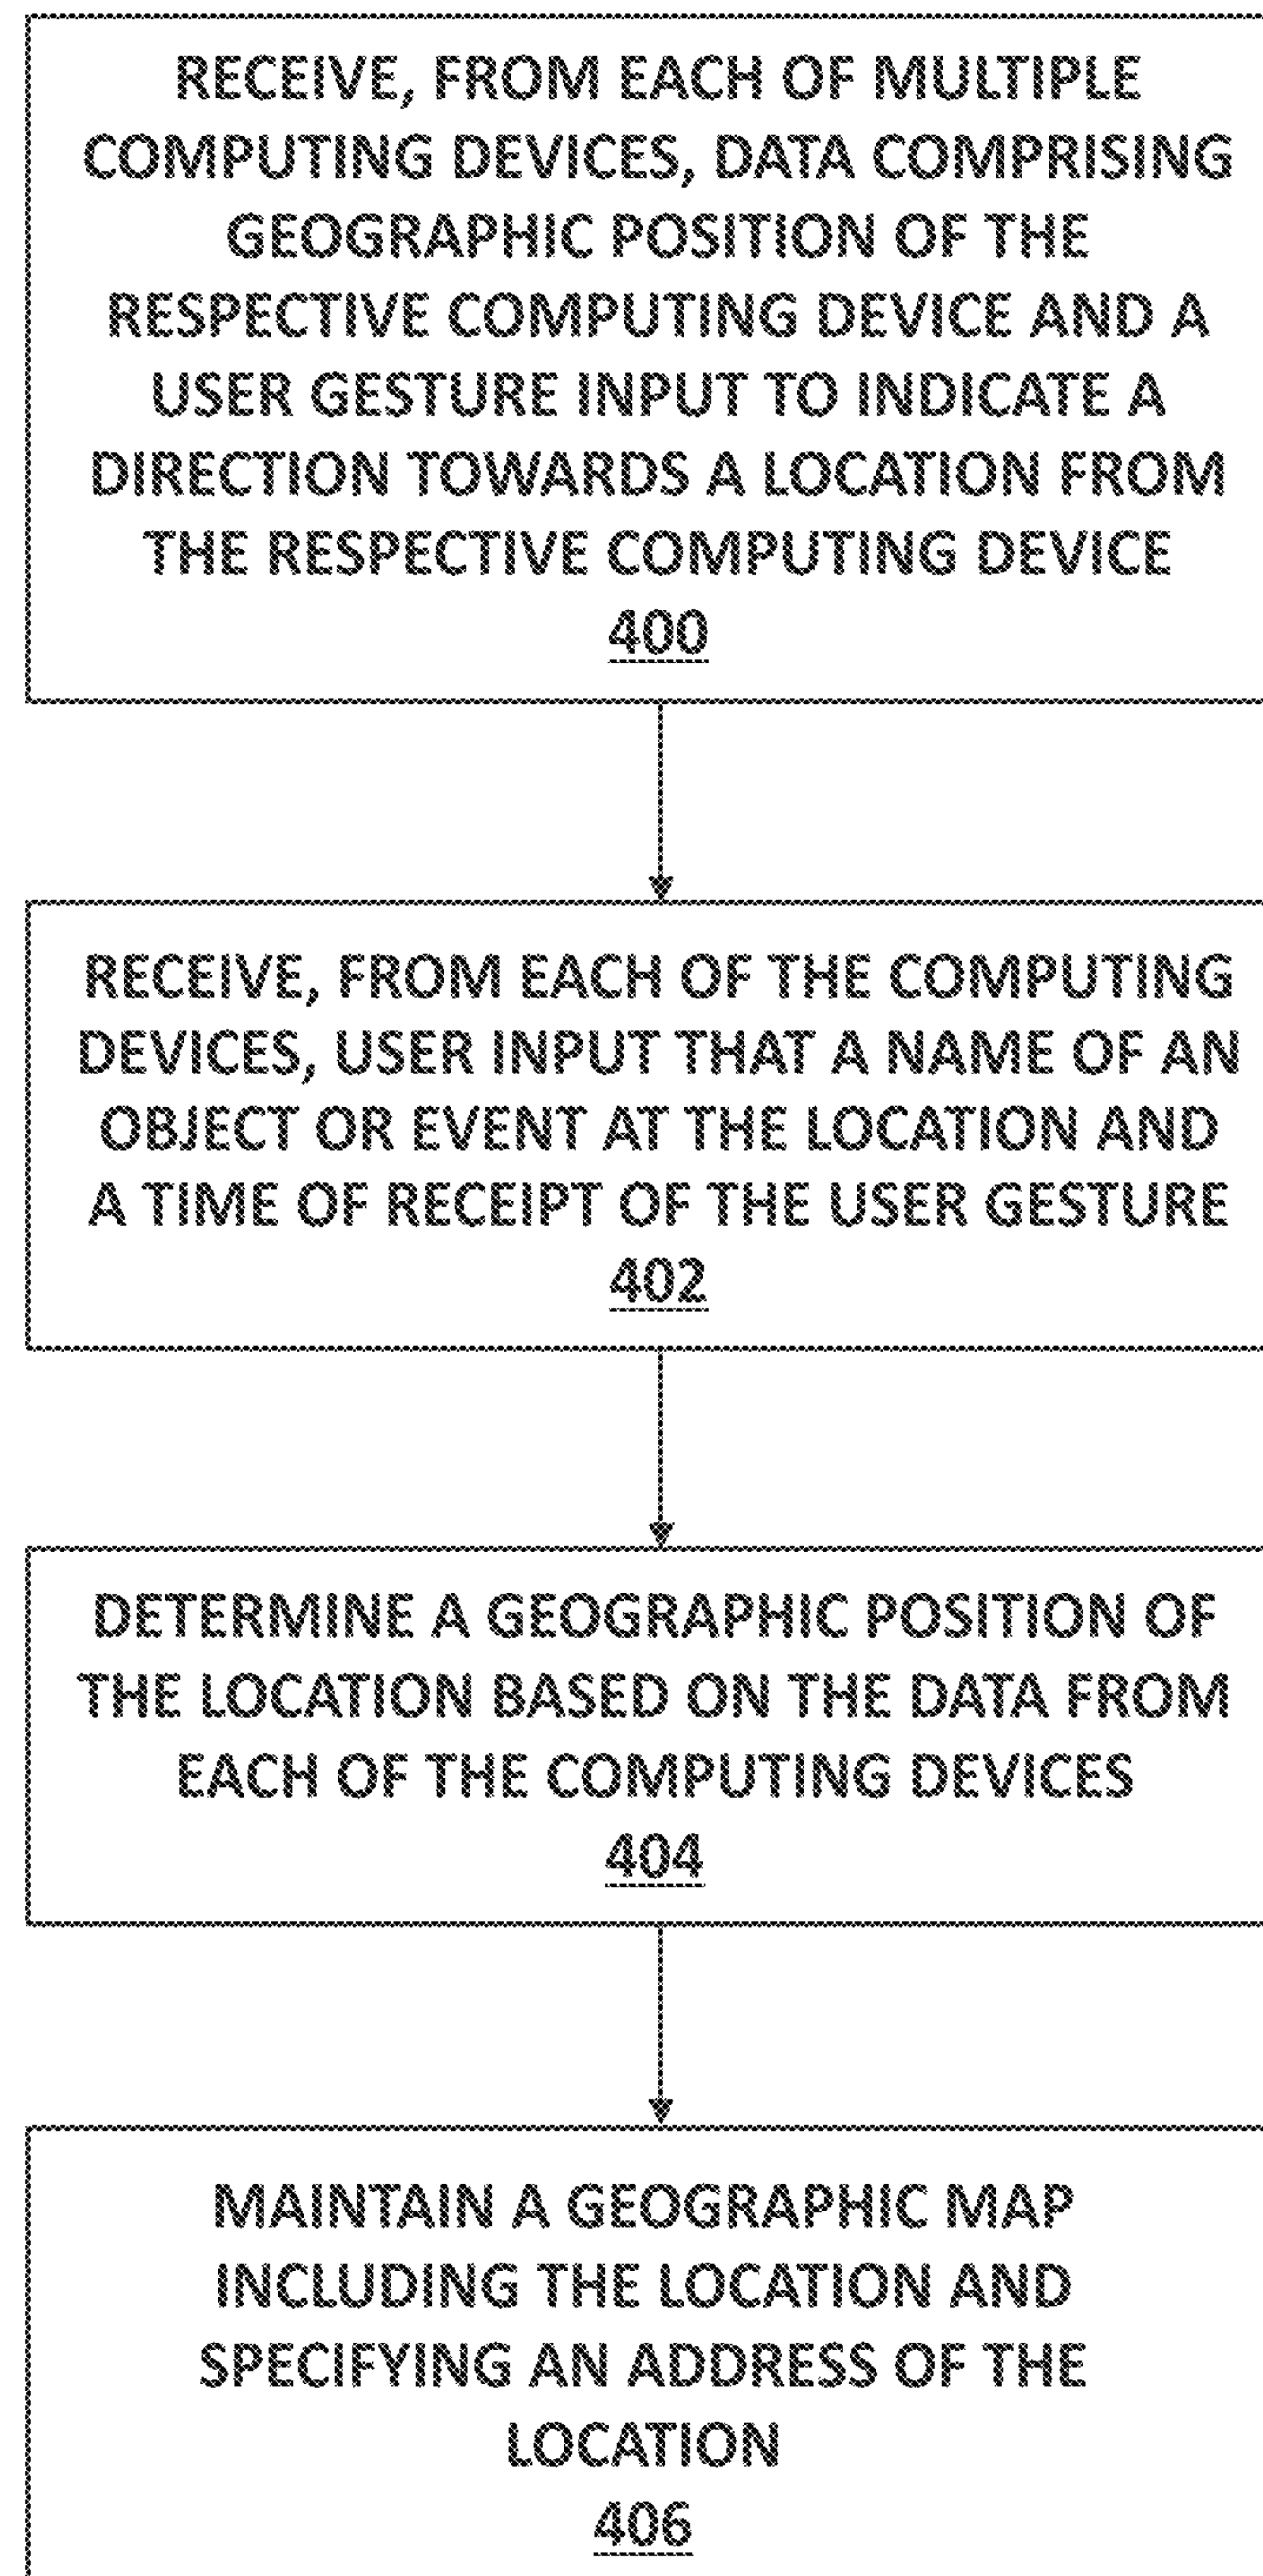 RECEIVE, FROM EACH OF MULTIPLE
COMPUTING DEVICES, DATA COMPRISING
GEOGRAPHIC POSITION OF THE
RESPECTIVE COMPUTING DEVICE AND A
USER GESTURE INPUT TO INDICATE A
DIRECTION TOWARDS A LOCATION FROM
THE RESPECTIVE COMPUTING DEVICE
400
RECEIVE, FROM EACH OF THE COMPUTING
DEVICES, USER INPUT THAT A NAME OF AN
OBJECT OR EVENT AT THE LOCATION AND
A TIME OF RECEIPT OF THE USER GESTURE
402
DETERMINE A GEOGRAPHIC POSITION OF
THE LOCATION BASED ON THE DATA FROM
EACH OF THE COMPUTING DEVICES
404
MAINTAIN A GEOGRAPHIC MAP
INCLUDING THE LOCATION AND
SPECIFYING AN ADDRESS OF THE
LOCATION
406